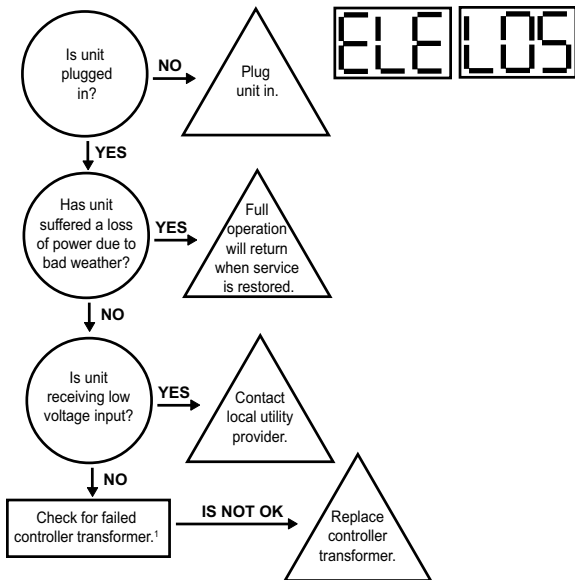 Is unit
plugged
in?
NO
Plug
unit in.
ELE LOS
YES
Has unit
suffered a loss
of power due to
bad weather?
YES
Full
operation
will return
when service
is restored.
NO
Is unit
receiving low
voltage input?
YES
Contact
local utility
provider.
NO
Check for failed
controller transformer.¹
IS NOT OK
Replace
controller
transformer.